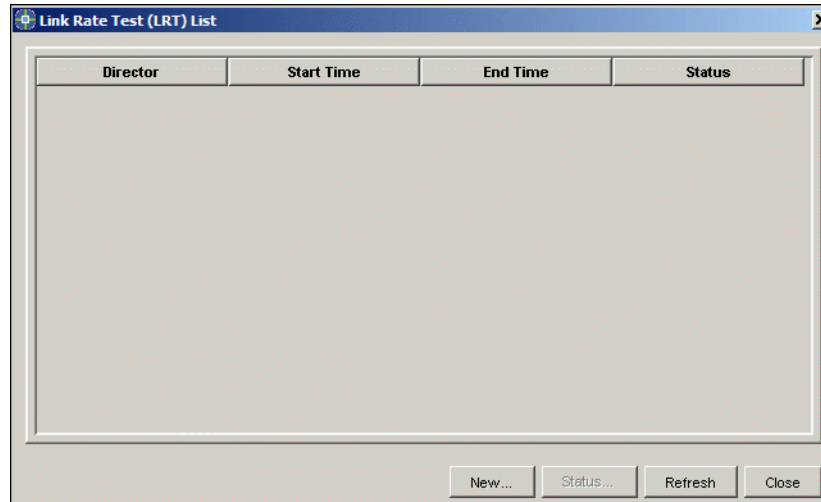 Link Rate Test (LRT) List
Director Start Time End Time Status
New... Status... Refresh Close